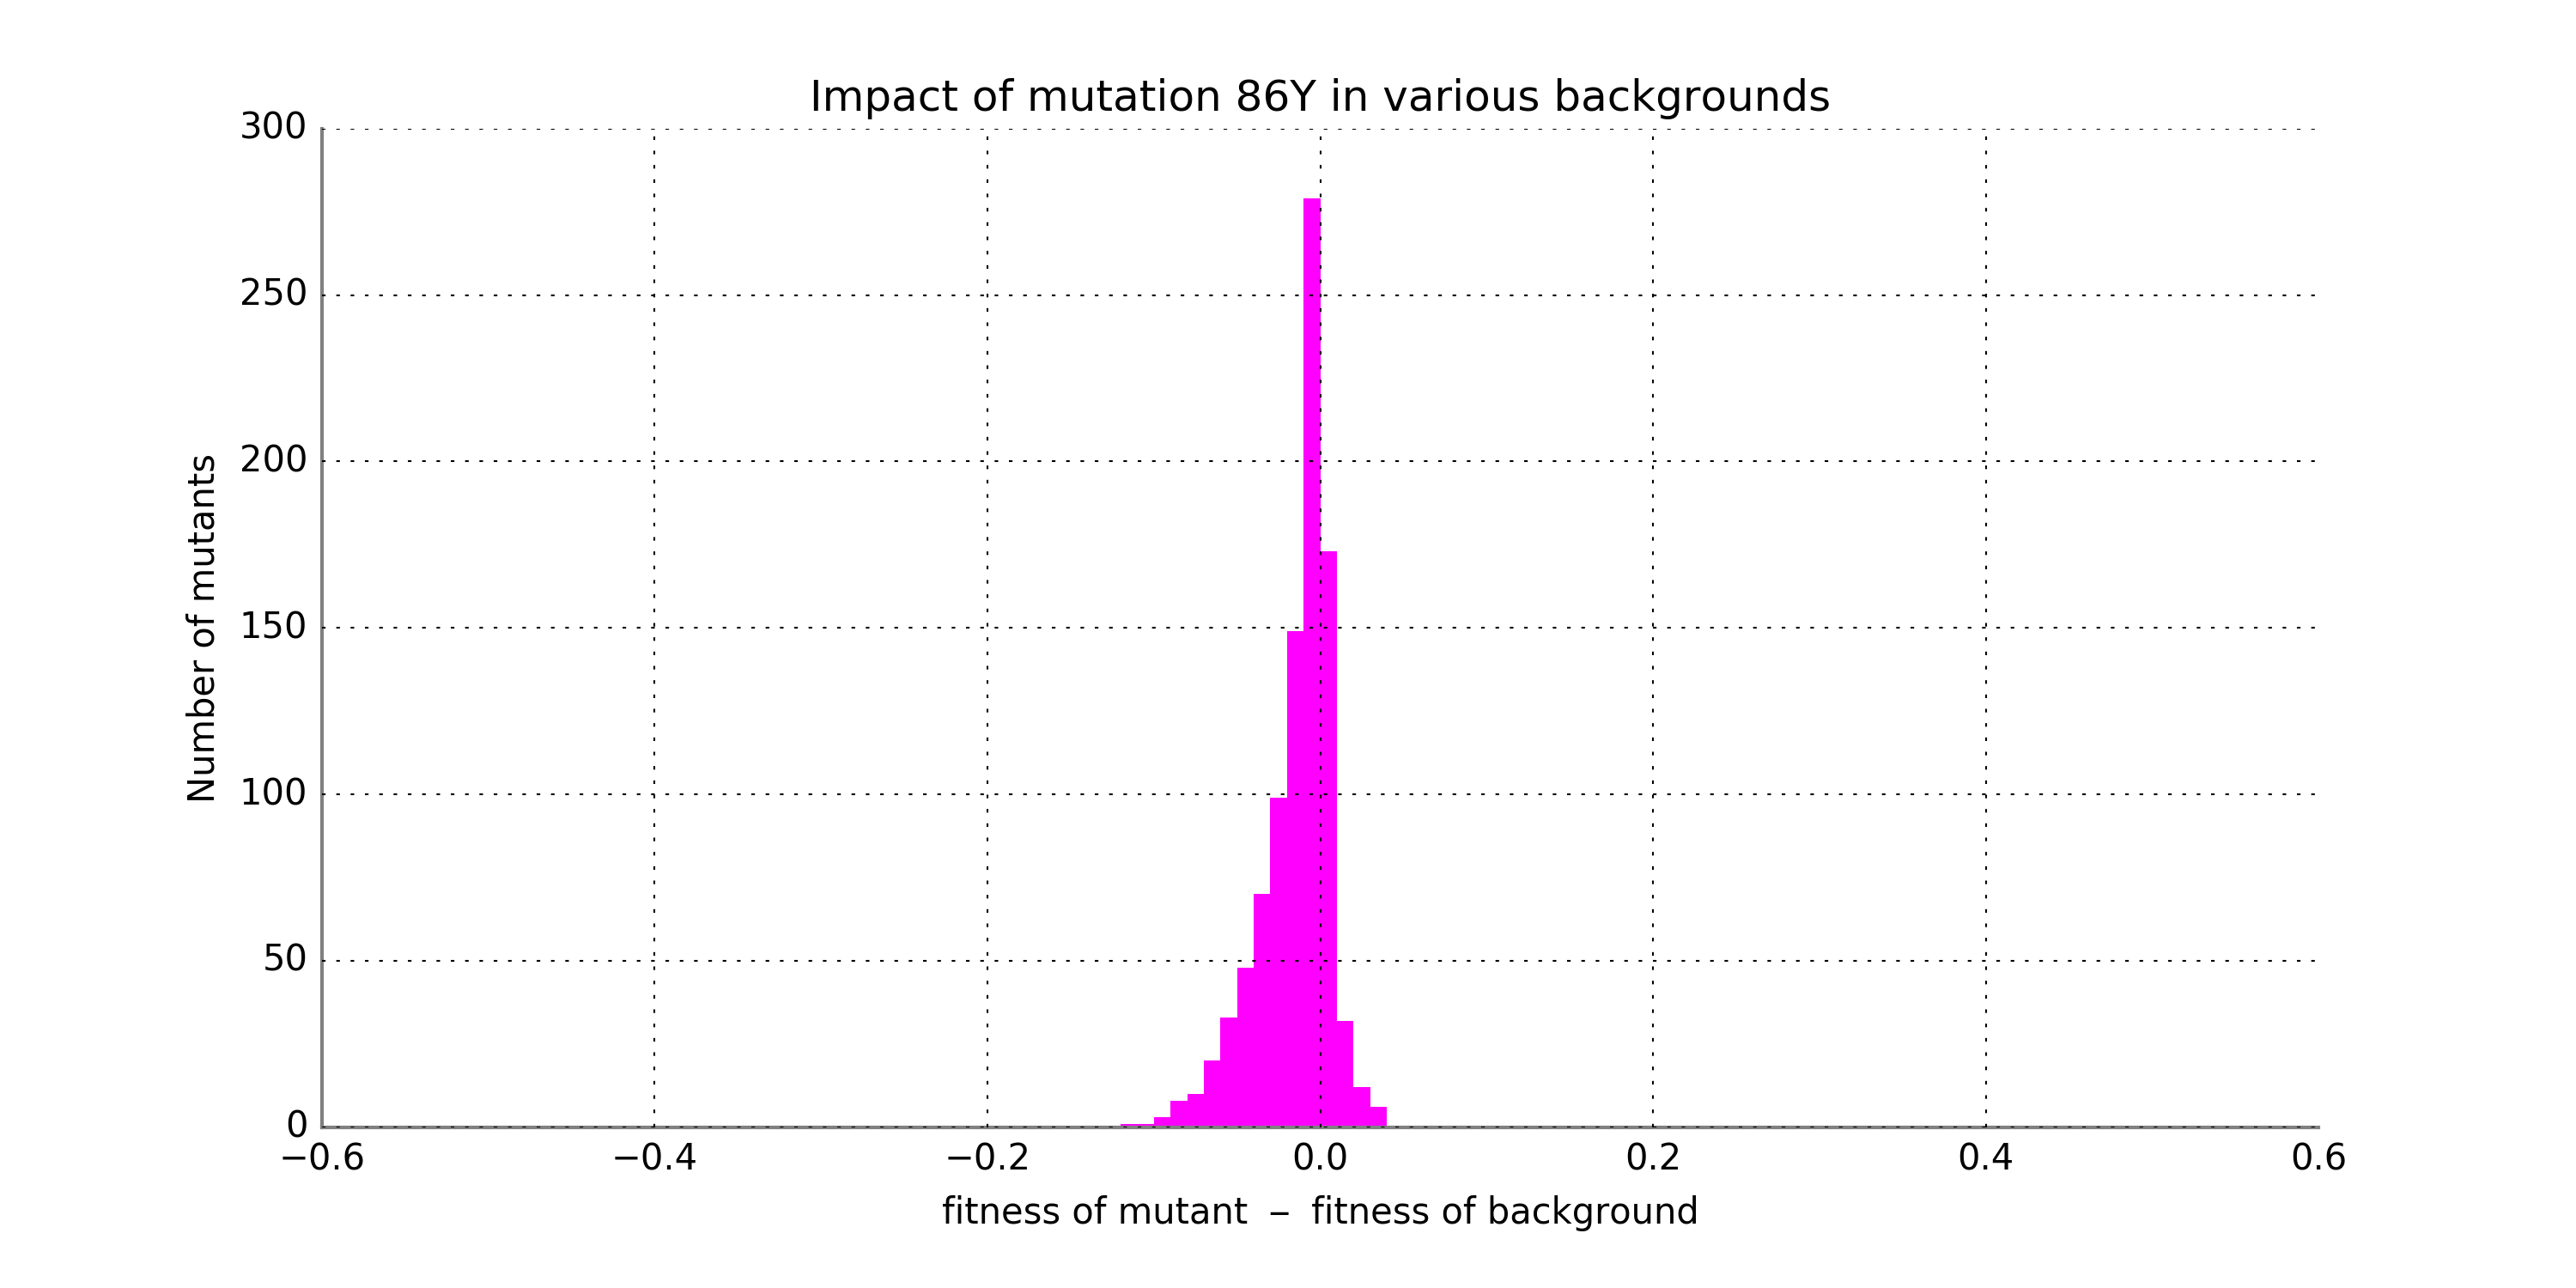 Impact of mutation 86Y in various backgrounds
300
250
200
150
100
50
0
Number of mutants
−0.6 −0.4 −0.2 0.0 0.2 0.4 0.6
fitness of mutant − fitness of background